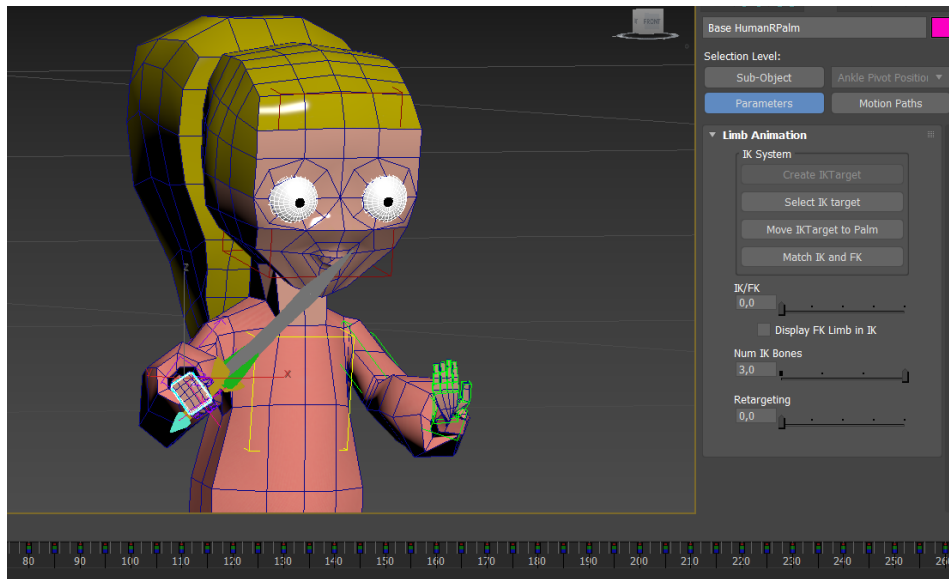 FRONT
Base HumanRPalm
Selection Level:
Sub-Object
Ankle Pivot Position
Parameters
Motion Paths
Limb Animation
IK System
Create IKTarget
Select IK target
Move IKTarget to Palm
Match IK and FK
IK/FK
0,0
Display FK Limb in IK
Num IK Bones
3,0
Retargeting
0,0
Z
X
80 90 100 110 120 130 140 150 160 170 180 190 200 210 220 230 240 250